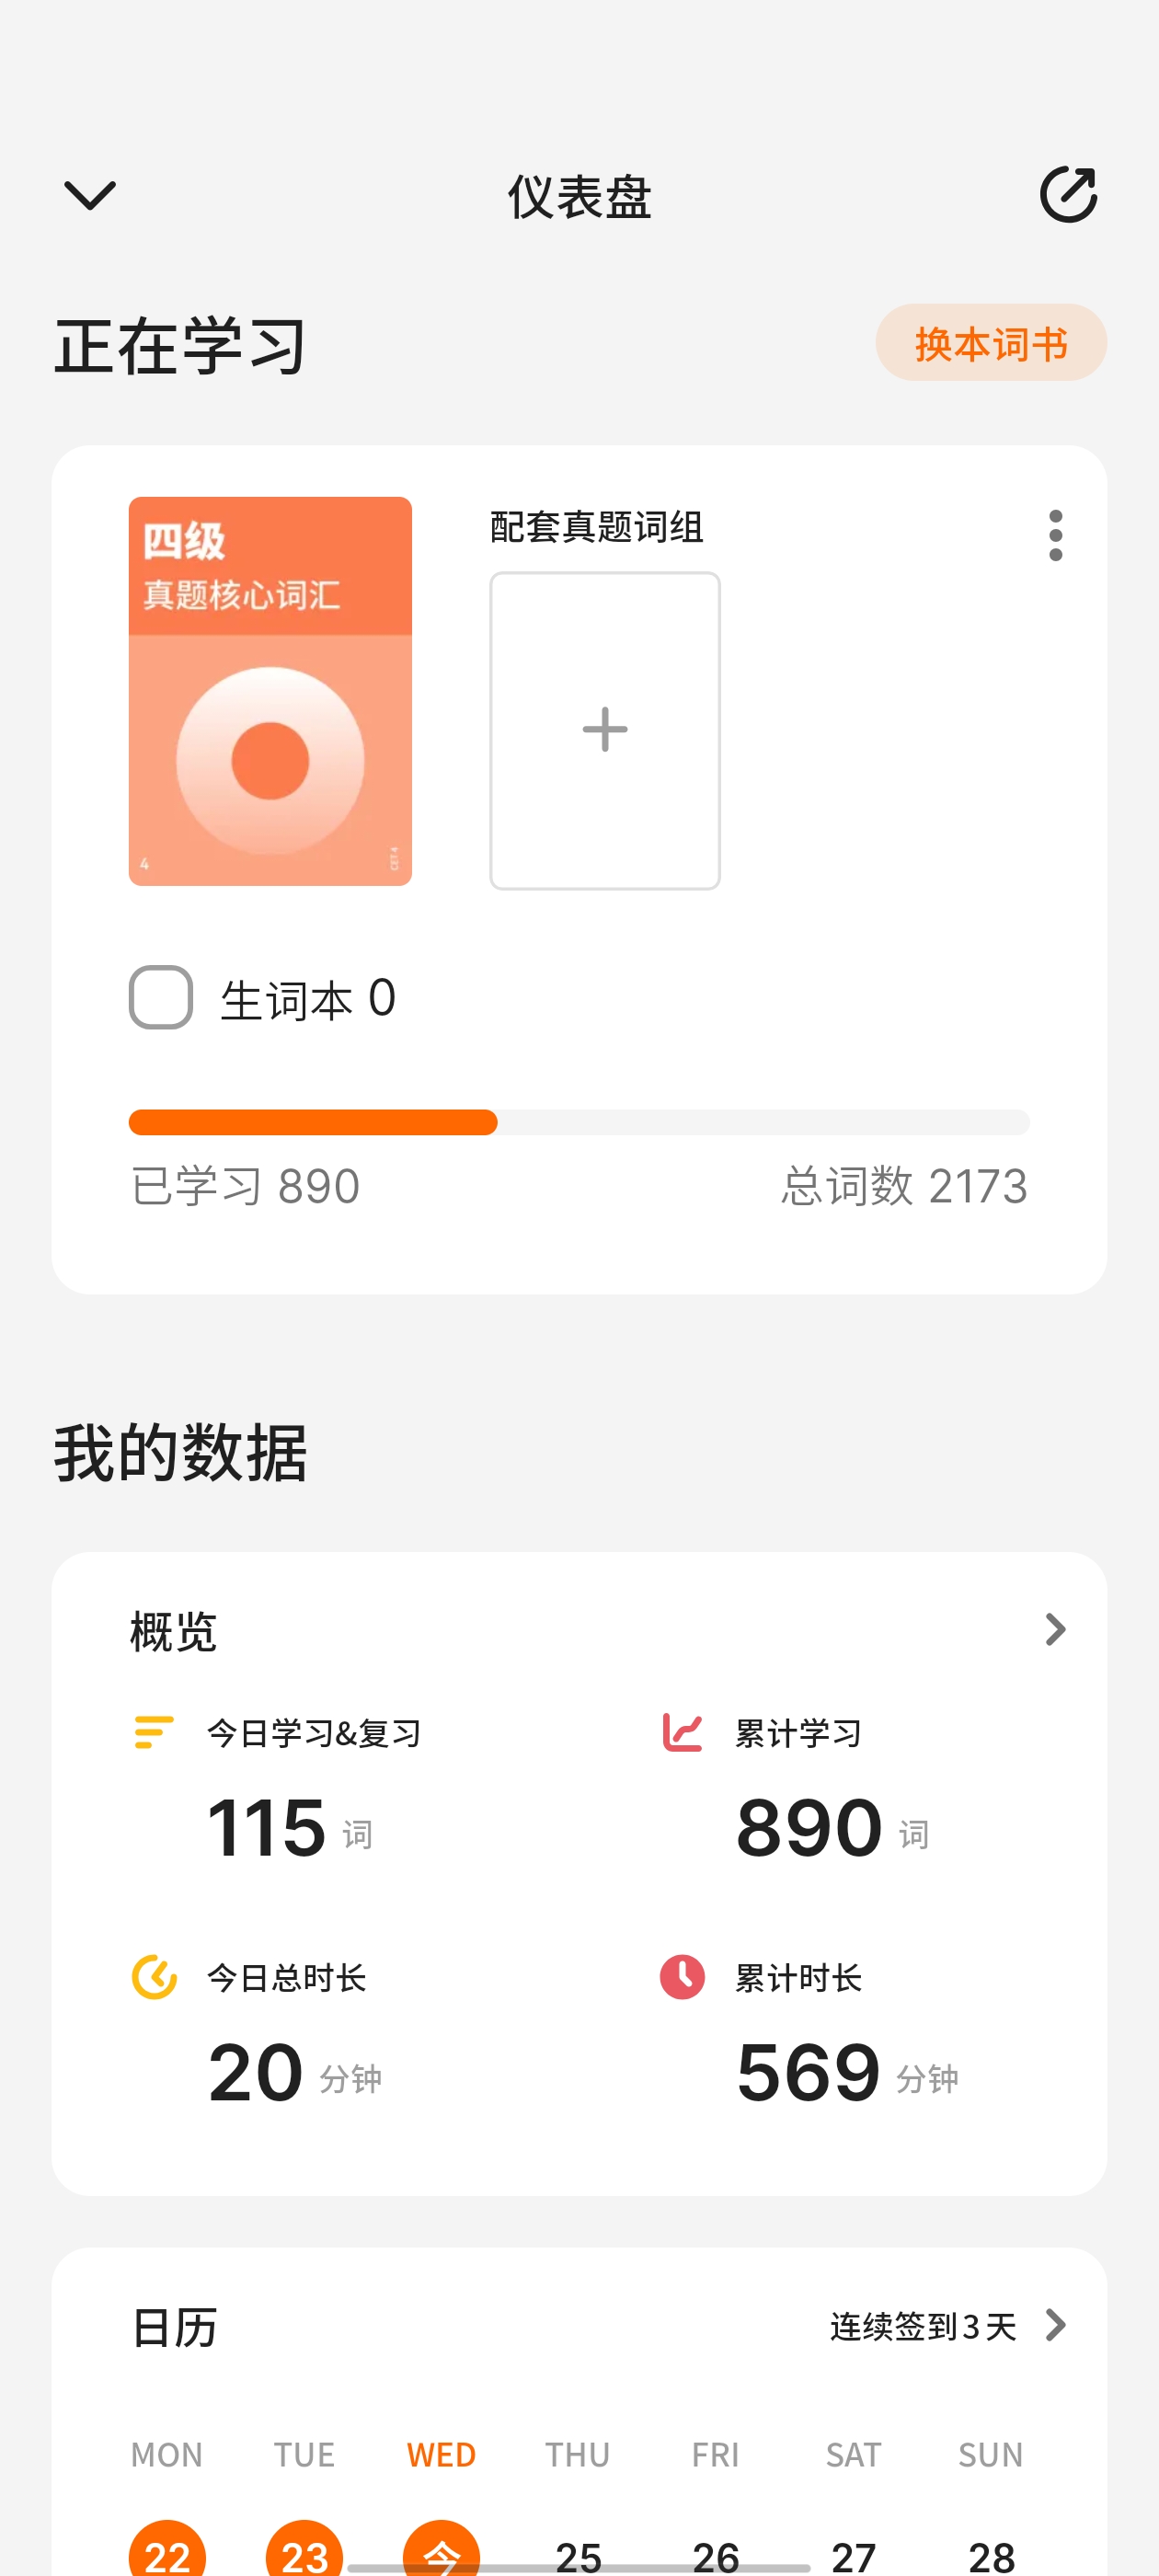 仪表盘
正在学习
换本词书
四级
真题核心词汇
4
CET 4
配套真题词组
生词本 0
已学习 890
总词数 2173
我的数据
概览
今日学习&复习
累计学习
115 词
890 词
今日总时长
累计时长
20 分钟
569 分钟
日历
连续签到3天
MON TUE WED THU FRI SAT SUN
22 23 今 25 26 27 28